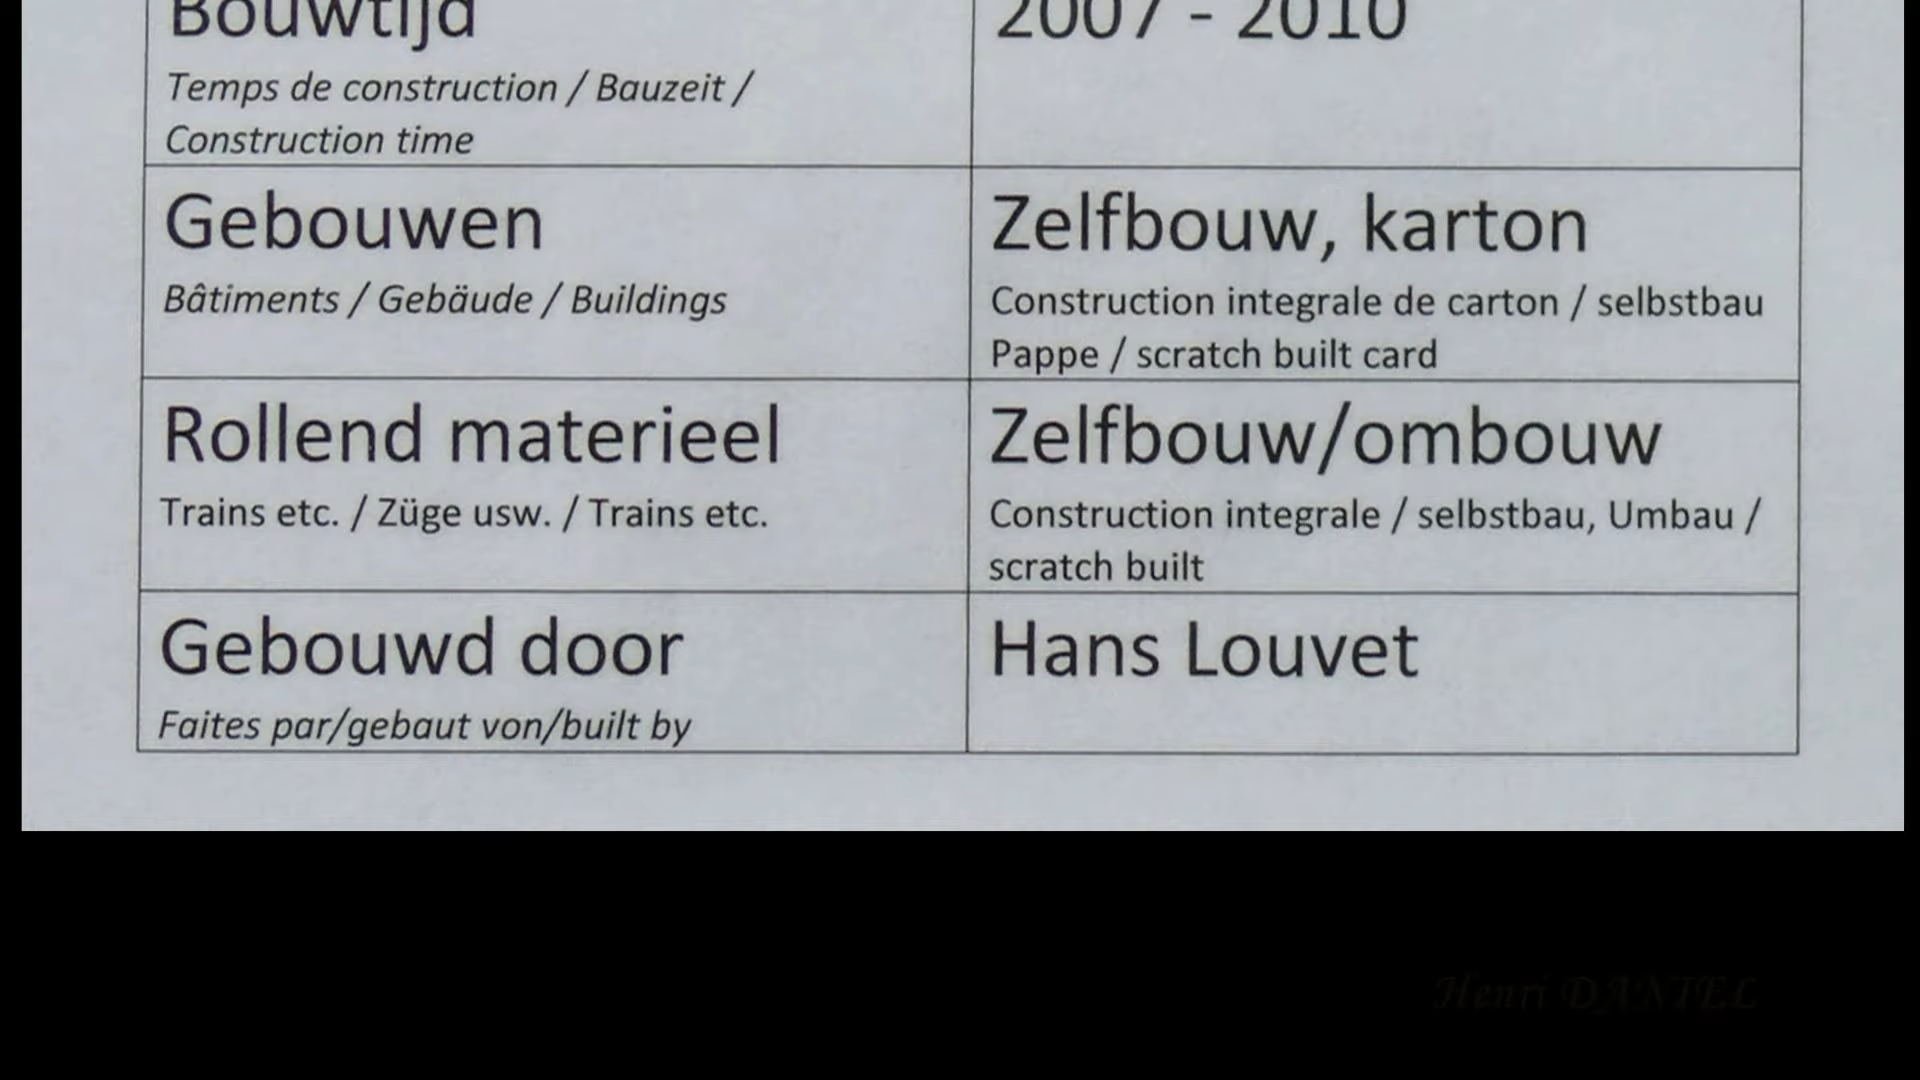 Bouwtijd
2007 - 2010
Temps de construction / Bauzeit /
Construction time
Gebouwen
Zelfbouw, karton
Bâtiments / Gebäude / Buildings
Construction integrale de carton / selbstbau
Pappe / scratch built card
Rollend materieel
Zelfbouw/ombouw
Trains etc. / Züge usw. / Trains etc.
Construction integrale / selbstbau, Umbau /
scratch built
Gebouwd door
Hans Louvet
Faites par/gebaut von/built by
Henri DANTEL